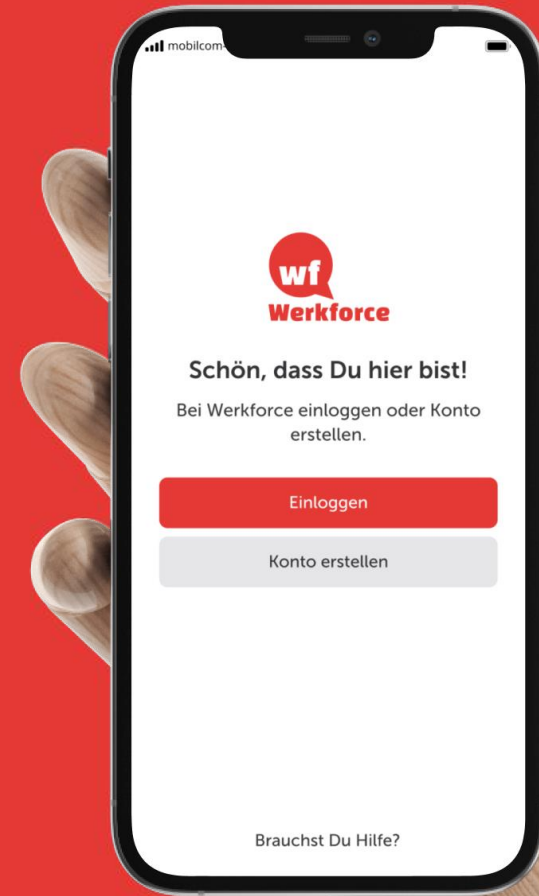 mobilcom-
wf
Werkforce
Schön, dass Du hier bist!
Bei Werkforce einloggen oder Konto
erstellen.
Einloggen
Konto erstellen
Brauchst Du Hilfe?